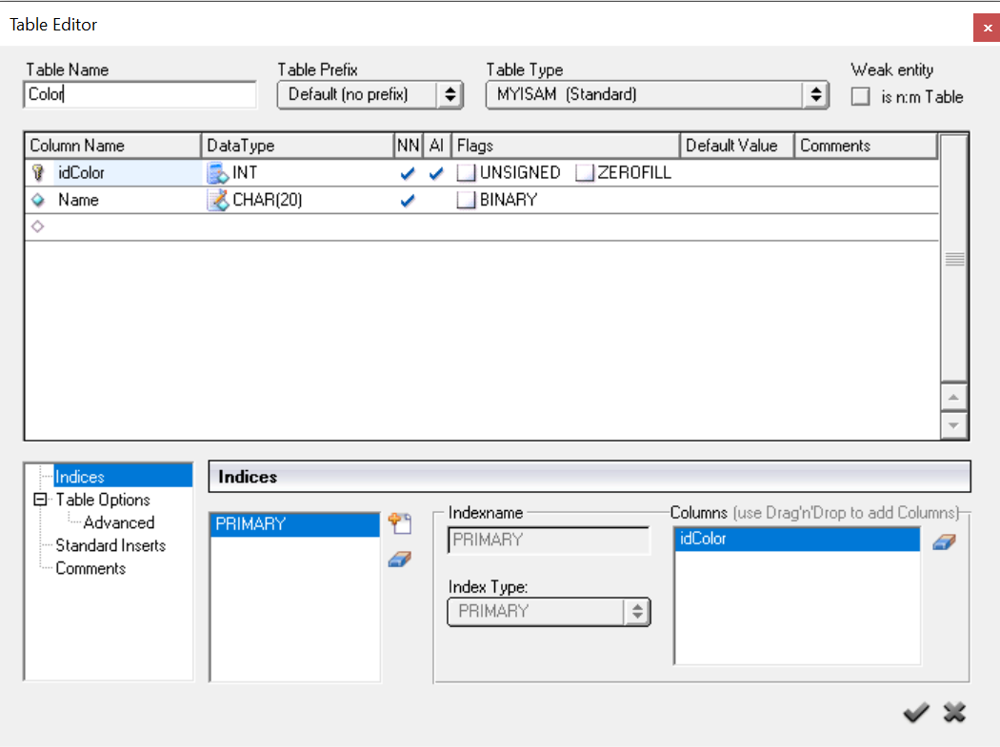 Table Editor
Table Name Table Prefix Table Type Weak entity
Color Default (no prefix) MYISAM (Standard) is n:m Table
Column Name DataType NN AI Flags Default Value Comments
idColor INT UNSIGNED ZEROFILL
Name CHAR(20) BINARY
Indices
Table Options
Advanced
Standard Inserts
Comments
Indices
PRIMARY
Indexname
PRIMARY
Index Type:
PRIMARY
Columns (use Drag'n'Drop to add Columns)
idColor